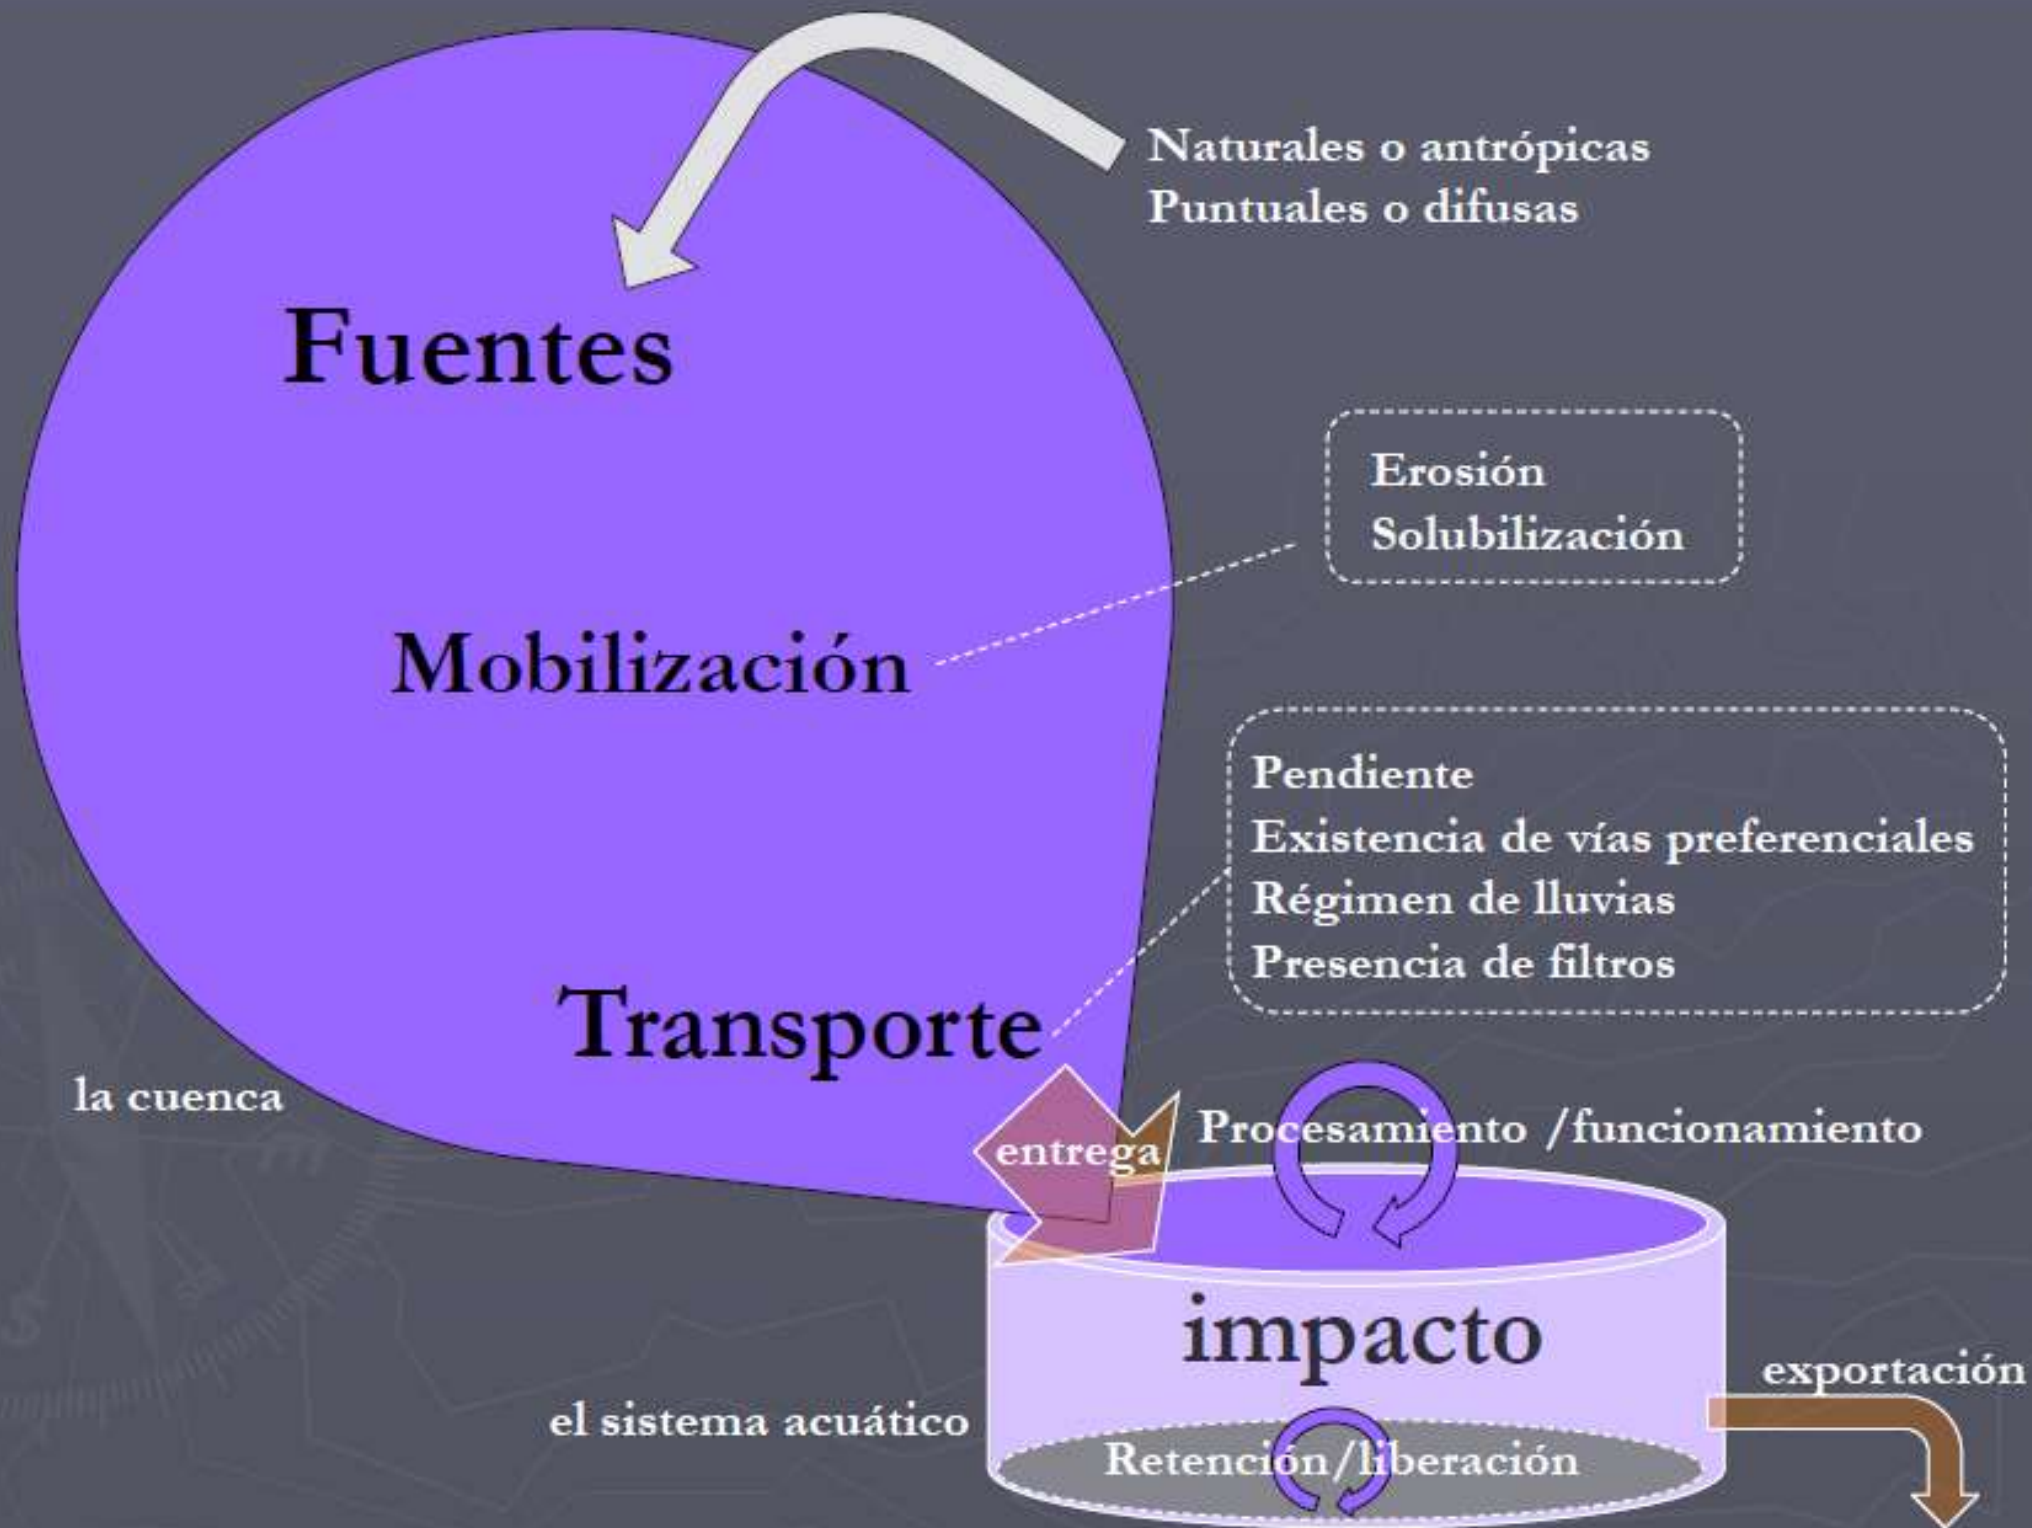 Naturales o antrópicas
Puntuales o difusas
Fuentes
Erosión
Solubilización
Mobilización
Pendiente
Existencia de vías preferenciales
Régimen de lluvias
Presencia de filtros
Transporte
la cuenca
entrega
Procesamiento /funcionamiento
impacto
exportación
el sistema acuático
Retención/liberación